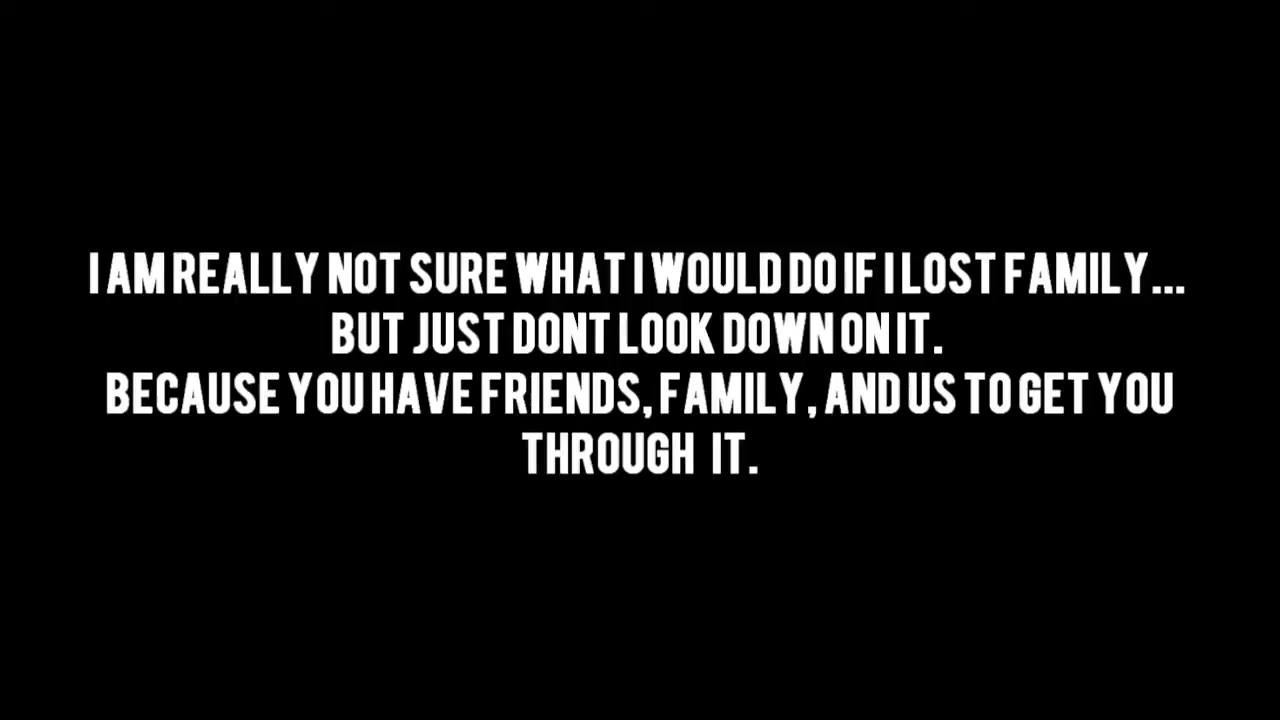 I AM REALLY NOT SURE WHAT I WOULD DO IF I LOST FAMILY...
BUT JUST DONT LOOK DOWN ON IT.
BECAUSE YOU HAVE FRIENDS, FAMILY, AND US TO GET YOU
THROUGH IT.